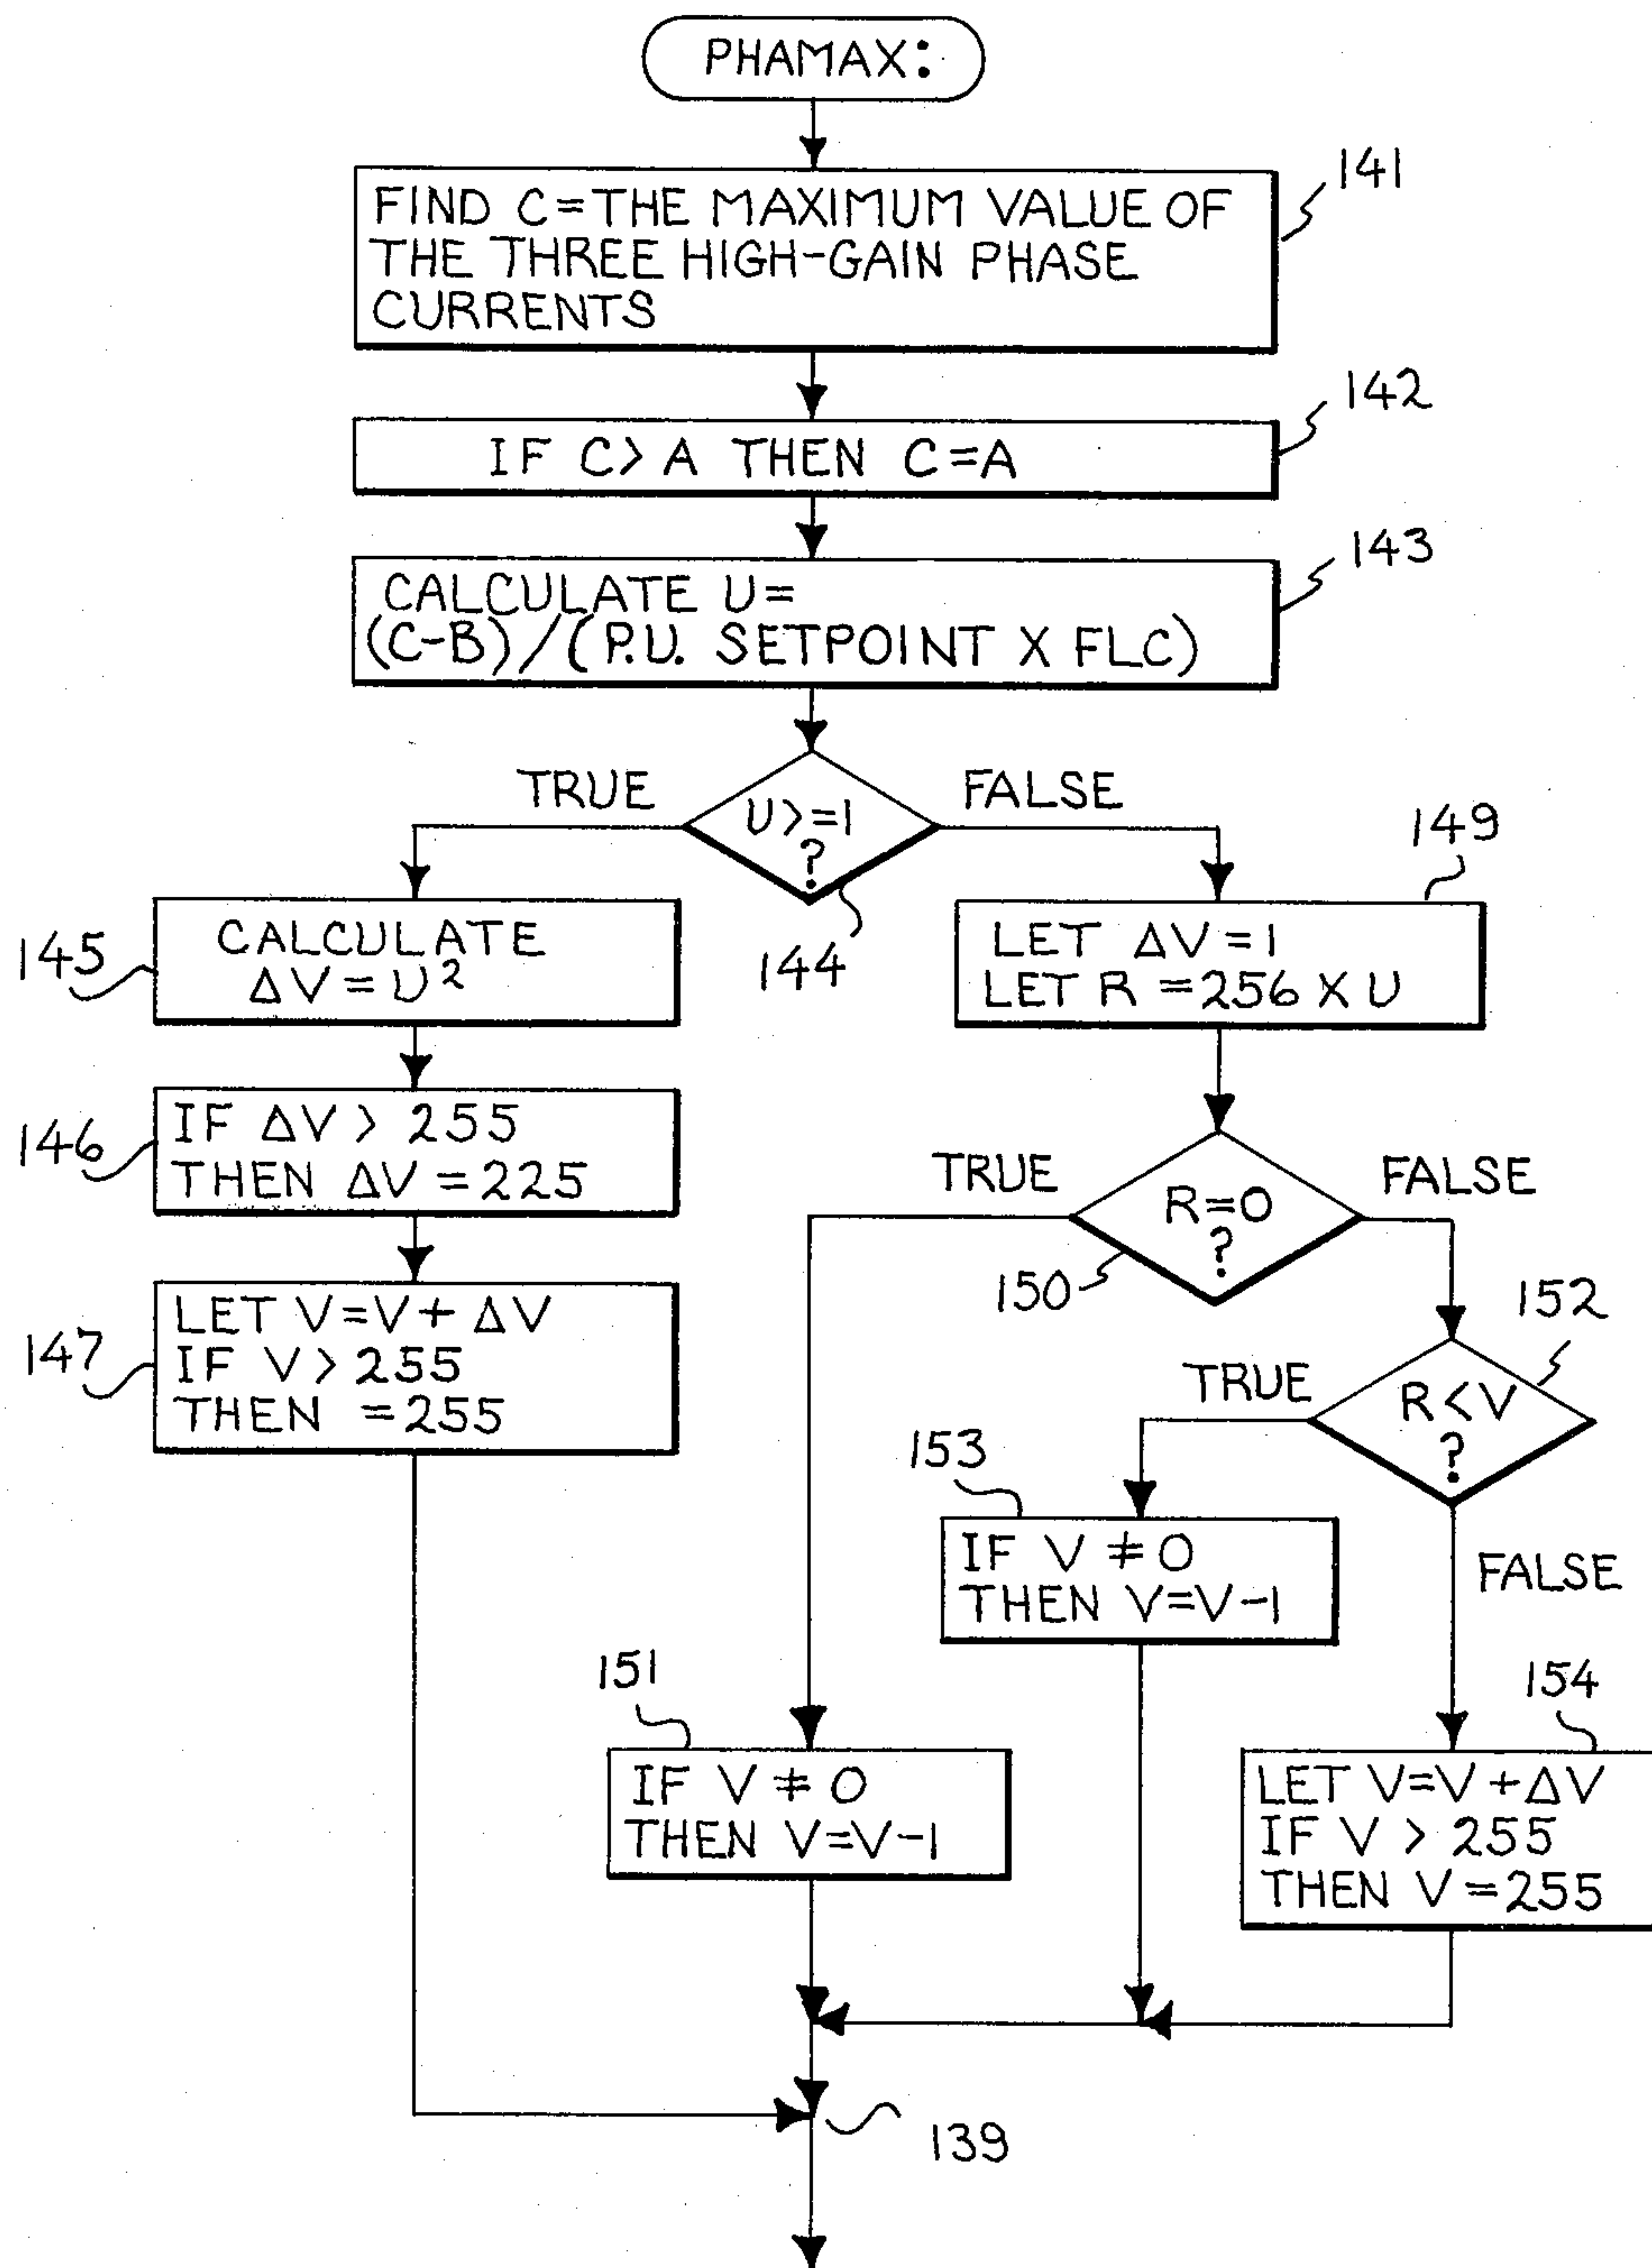 PHAMAX:
141
FIND C=THE MAXIMUM VALUE OF
THE THREE HIGH-GAIN PHASE
CURRENTS
142
IF C> A THEN C=A
143
CALCULATE U=
(C-B)/(P.U. SETPOINT X FLC)
TRUE
U>=1
?
FALSE
144
145
CALCULATE
ΔV=U²
149
LET ΔV=1
LET R=256 X U
146
IF ΔV > 255
THEN ΔV=225
TRUE
R=0
?
FALSE
150
147
LET V=V+ ΔV
IF V>255
THEN =255
152
TRUE
R<V
?
FALSE
153
IF V≠0
THEN V=V-1
151
IF V≠0
THEN V=V-1
154
LET V=V+ΔV
IF V > 255
THEN V=255
139